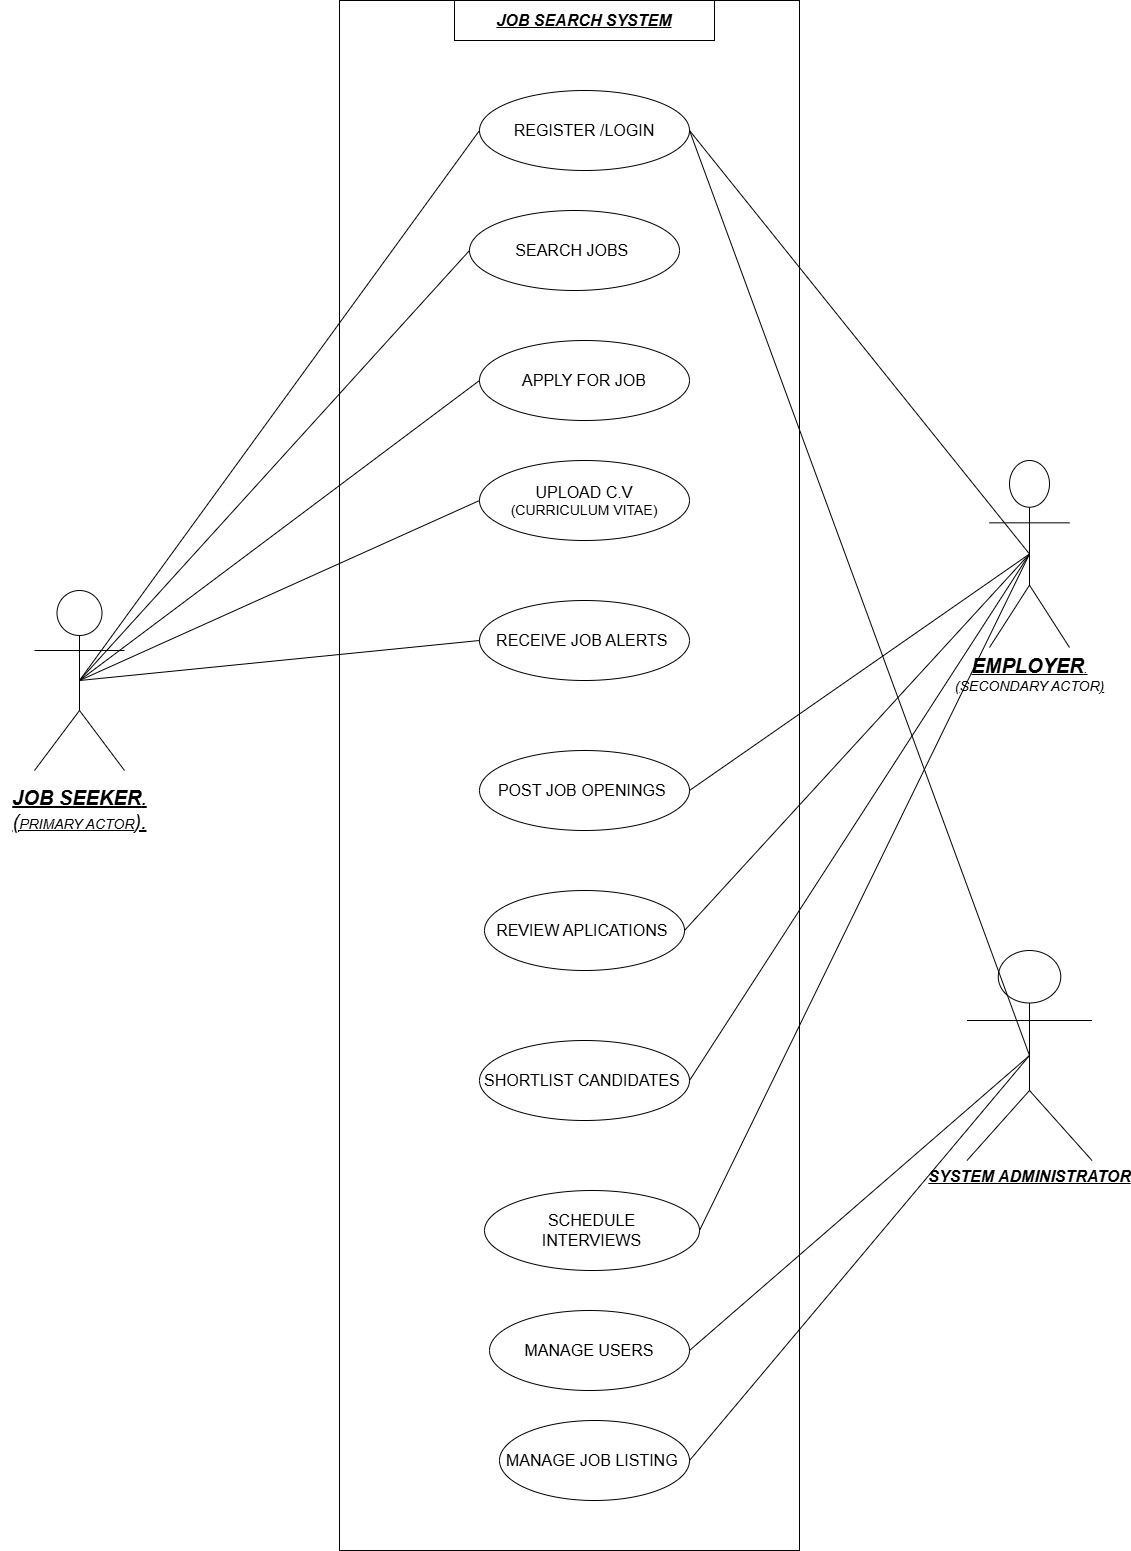 JOB SEARCH SYSTEM
REGISTER /LOGIN
SEARCH JOBS
APPLY FOR JOB
UPLOAD C.V
(CURRICULUM VITAE)
RECEIVE JOB ALERTS
EMPLOYER.
(SECONDARY ACTOR)
POST JOB OPENINGS
JOB SEEKER.
(PRIMARY ACTOR).
REVIEW APLICATIONS
SHORTLIST CANDIDATES
SYSTEM ADMINISTRATOR
SCHEDULE
INTERVIEWS
MANAGE USERS
MANAGE JOB LISTING